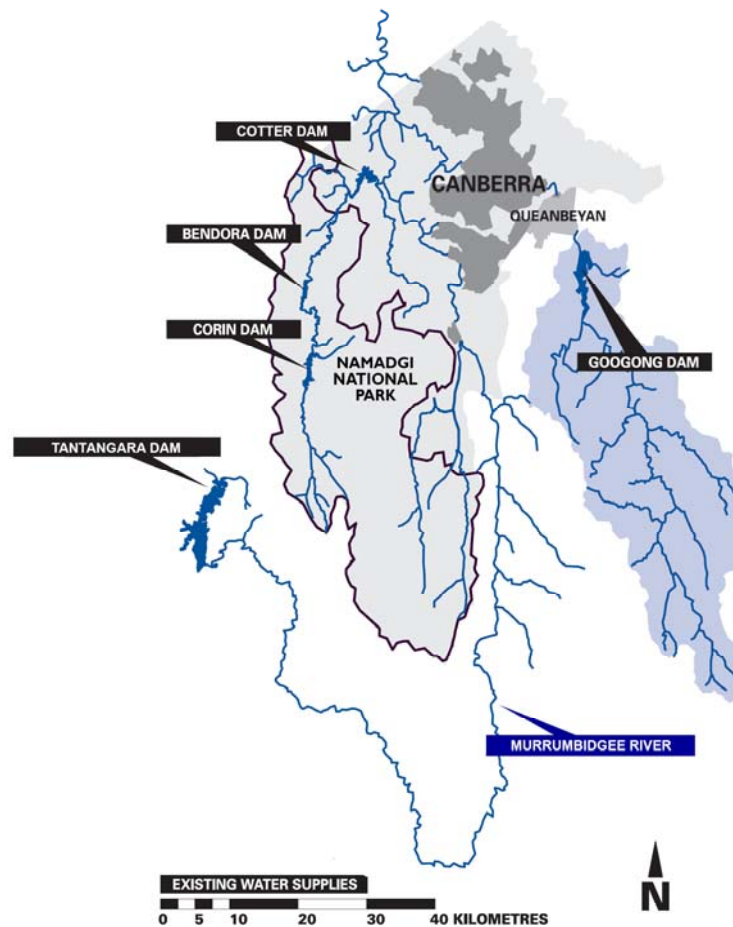 COTTER DAM
CANBERRA
QUEANBEYAN
BENDORA DAM
CORIN DAM
GOOGONG DAM
NAMADGI
NATIONAL
PARK
TANTANGARA DAM
MURRUMBIDGEE RIVER
EXISTING WATER SUPPLIES
0 5 10 20 30 40 KILOMETRES
N